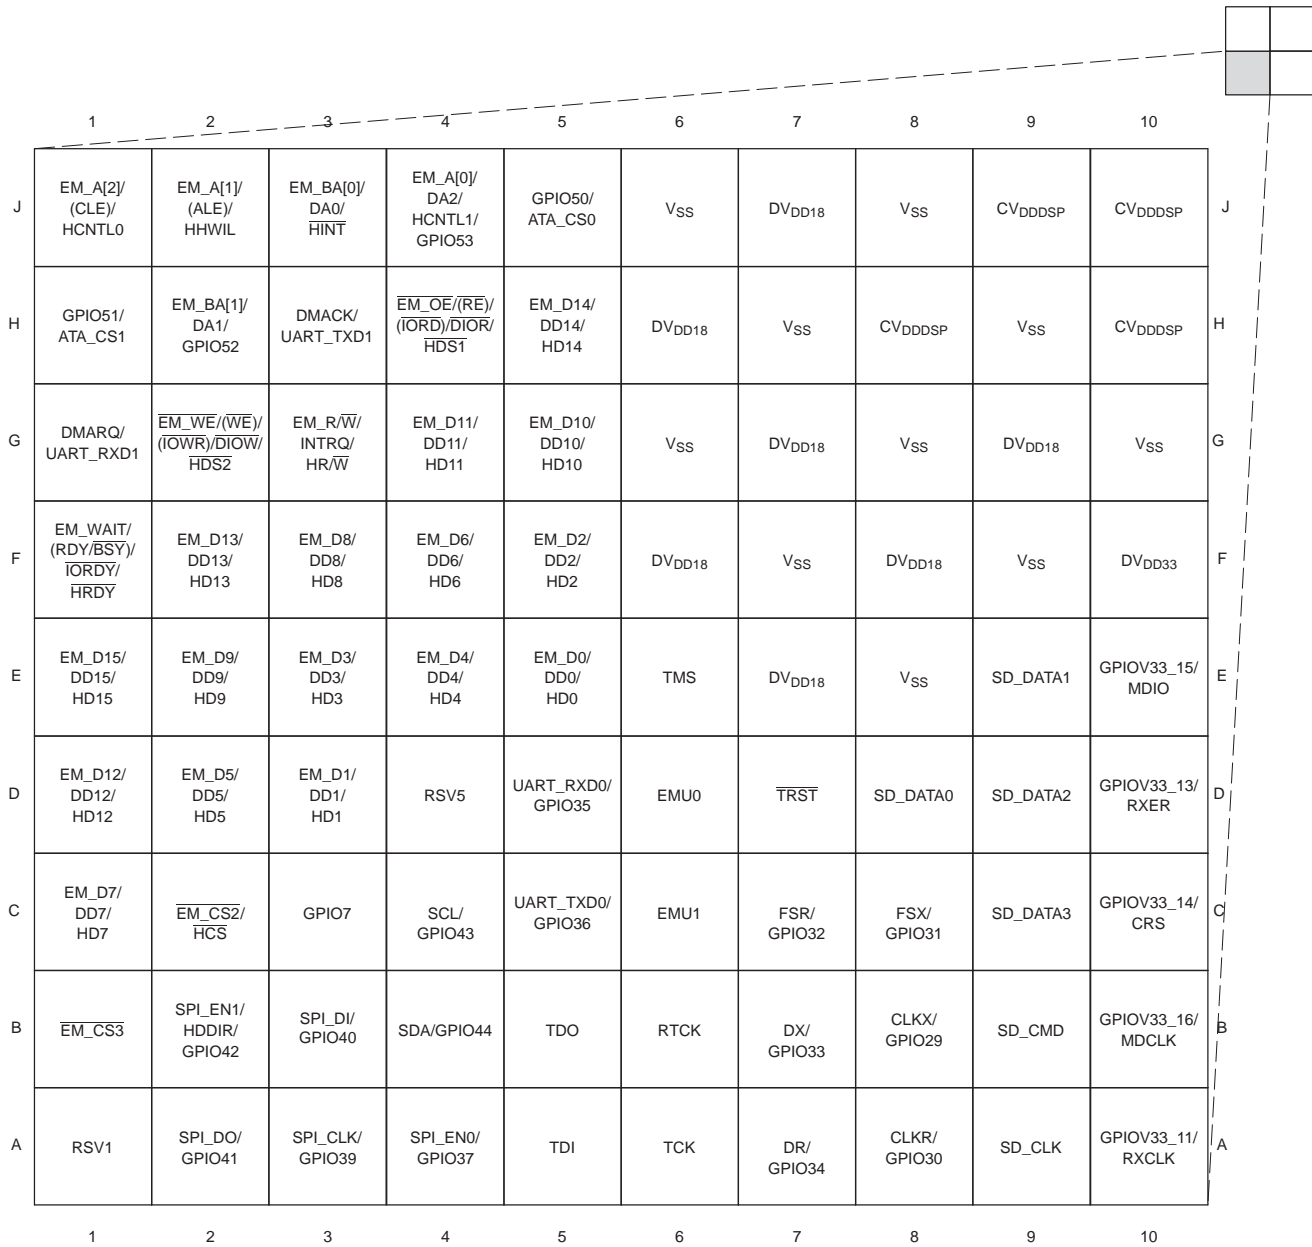 1 2 3 4 5 6 7 8 9 10
J
EM_A[2]/
(CLE)/
HCNTL0
EM_A[1]/
(ALE)/
HHWIL
EM_BA[0]/
DA0/
HINT
EM_A[0]/
DA2/
HCNTL1/
GPIO53
GPIO50/
ATA_CS0
VSS
DVDD18
VSS
CVDDDSP
CVDDDSP
J
H
GPIO51/
ATA_CS1
EM_BA[1]/
DA1/
GPIO52
DMACK/
UART_TXD1
EM_OE/(RE)/
(IORD)/DIOR/
HDS1
EM_D14/
DD14/
HD14
DVDD18
VSS
CVDDDSP
VSS
CVDDDSP
H
G
DMARQ/
UART_RXD1
EM_WE/(WE)/
(IOWR)/DIOW/
HDS2
EM_R/W/
INTRQ/
HR/W
EM_D11/
DD11/
HD11
EM_D10/
DD10/
HD10
VSS
DVDD18
VSS
DVDD18
VSS
G
F
EM_WAIT/
(RDY/BSY)/
IORDY/
HRDY
EM_D13/
DD13/
HD13
EM_D8/
DD8/
HD8
EM_D6/
DD6/
HD6
EM_D2/
DD2/
HD2
DVDD18
VSS
DVDD18
VSS
DVDD33
F
E
EM_D15/
DD15/
HD15
EM_D9/
DD9/
HD9
EM_D3/
DD3/
HD3
EM_D4/
DD4/
HD4
EM_D0/
DD0/
HD0
TMS
DVDD18
VSS
SD_DATA1
GPIOV33_15/
MDIO
E
D
EM_D12/
DD12/
HD12
EM_D5/
DD5/
HD5
EM_D1/
DD1/
HD1
RSV5
UART_RXD0/
GPIO35
EMU0
TRST
SD_DATA0
SD_DATA2
GPIOV33_13/
RXER
D
C
EM_D7/
DD7/
HD7
EM_CS2/
HCS
GPIO7
SCL/
GPIO43
UART_TXD0/
GPIO36
EMU1
FSR/
GPIO32
FSX/
GPIO31
SD_DATA3
GPIOV33_14/
CRS
C
B
EM_CS3
SPI_EN1/
HDDIR/
GPIO42
SPI_DI/
GPIO40
SDA/GPIO44
TDO
RTCK
DX/
GPIO33
CLKX/
GPIO29
SD_CMD
GPIOV33_16/
MDCLK
B
A
RSV1
SPI_DO/
GPIO41
SPI_CLK/
GPIO39
SPI_EN0/
GPIO37
TDI
TCK
DR/
GPIO34
CLKR/
GPIO30
SD_CLK
GPIOV33_11/
RXCLK
A
1 2 3 4 5 6 7 8 9 10